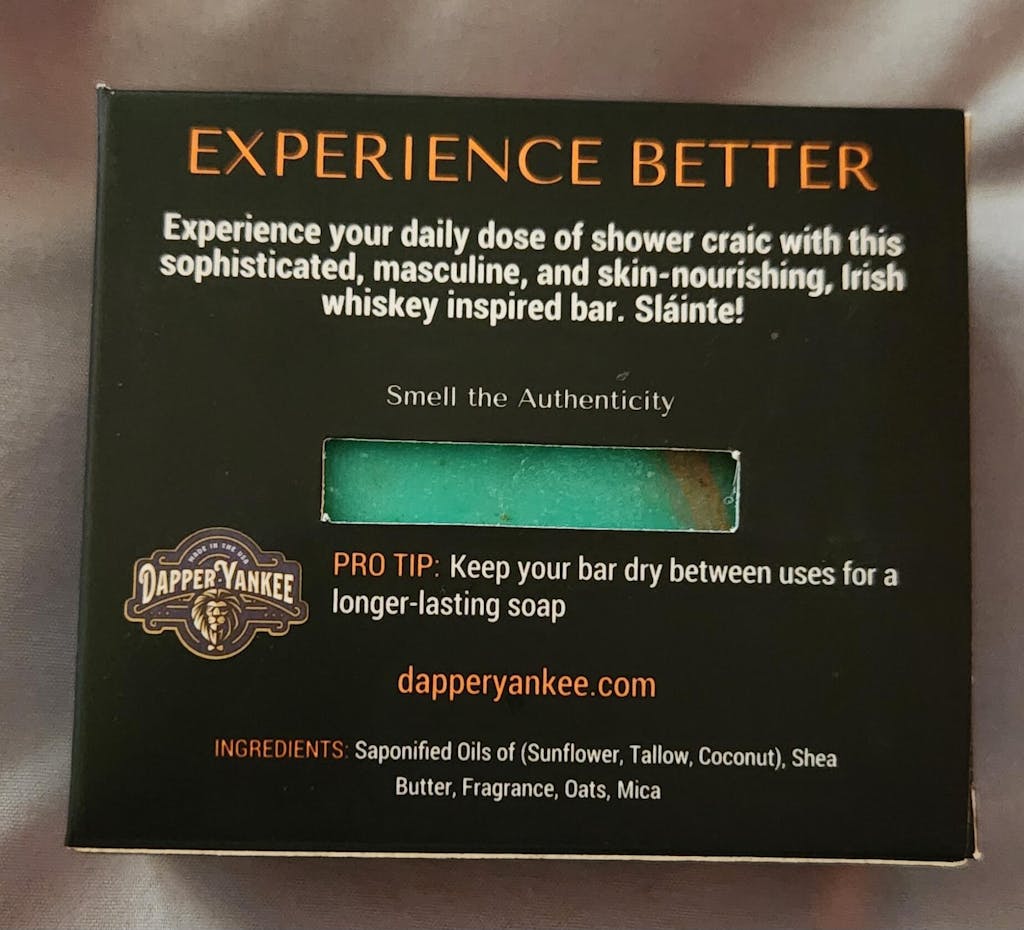 EXPERIENCE BETTER
Experience your daily dose of shower craic with this
sophisticated, masculine, and skin-nourishing, Irish
whiskey inspired bar. Sláinte!
Smell the Authenticity
MADE IN THE USA
DAPPER YANKEE
PRO TIP: Keep your bar dry between uses for a
longer-lasting soap
dapperyankee.com
INGREDIENTS: Saponified Oils of (Sunflower, Tallow, Coconut), Shea
Butter, Fragrance, Oats, Mica